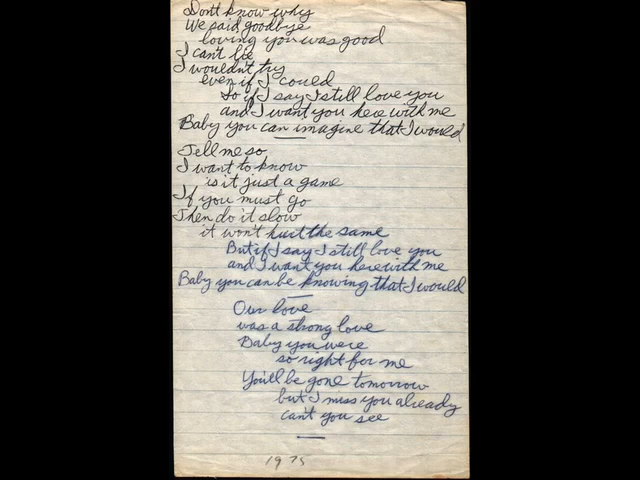 Don't know why
We said goodbye
loving you was good
I can't lie
I wouldn't try
even if I could
So if I say I still love you
and I want you here with me
Baby you can imagine that I would
Tell me so
I want to know
is it just a game
If you must go
Then do it slow
it won't hurt the same
But if I say I still love you
and I want you here with me
Baby you can be knowing that I would
Our love
was a strong love
Baby you were
so right for me
You'll be gone tomorrow
but I miss you already
can't you see
1975